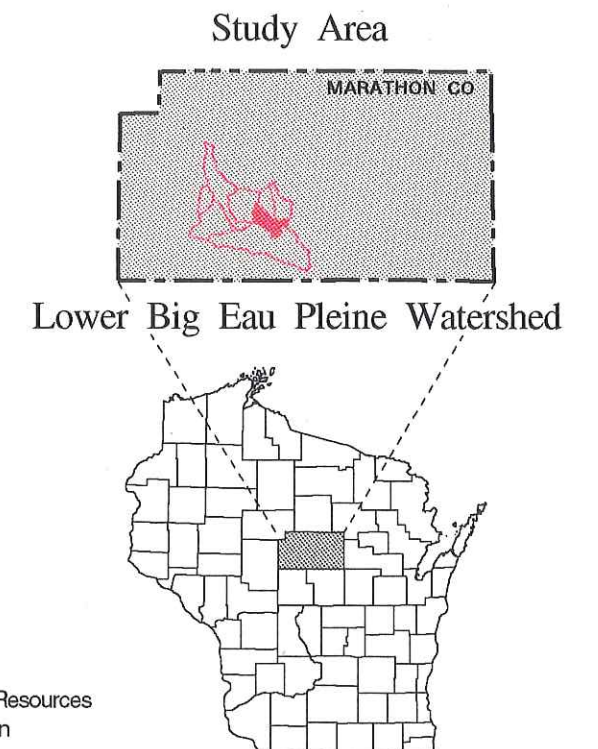 Study Area
MARATHON CO
Lower Big Eau Pleine Watershed
Resources
n